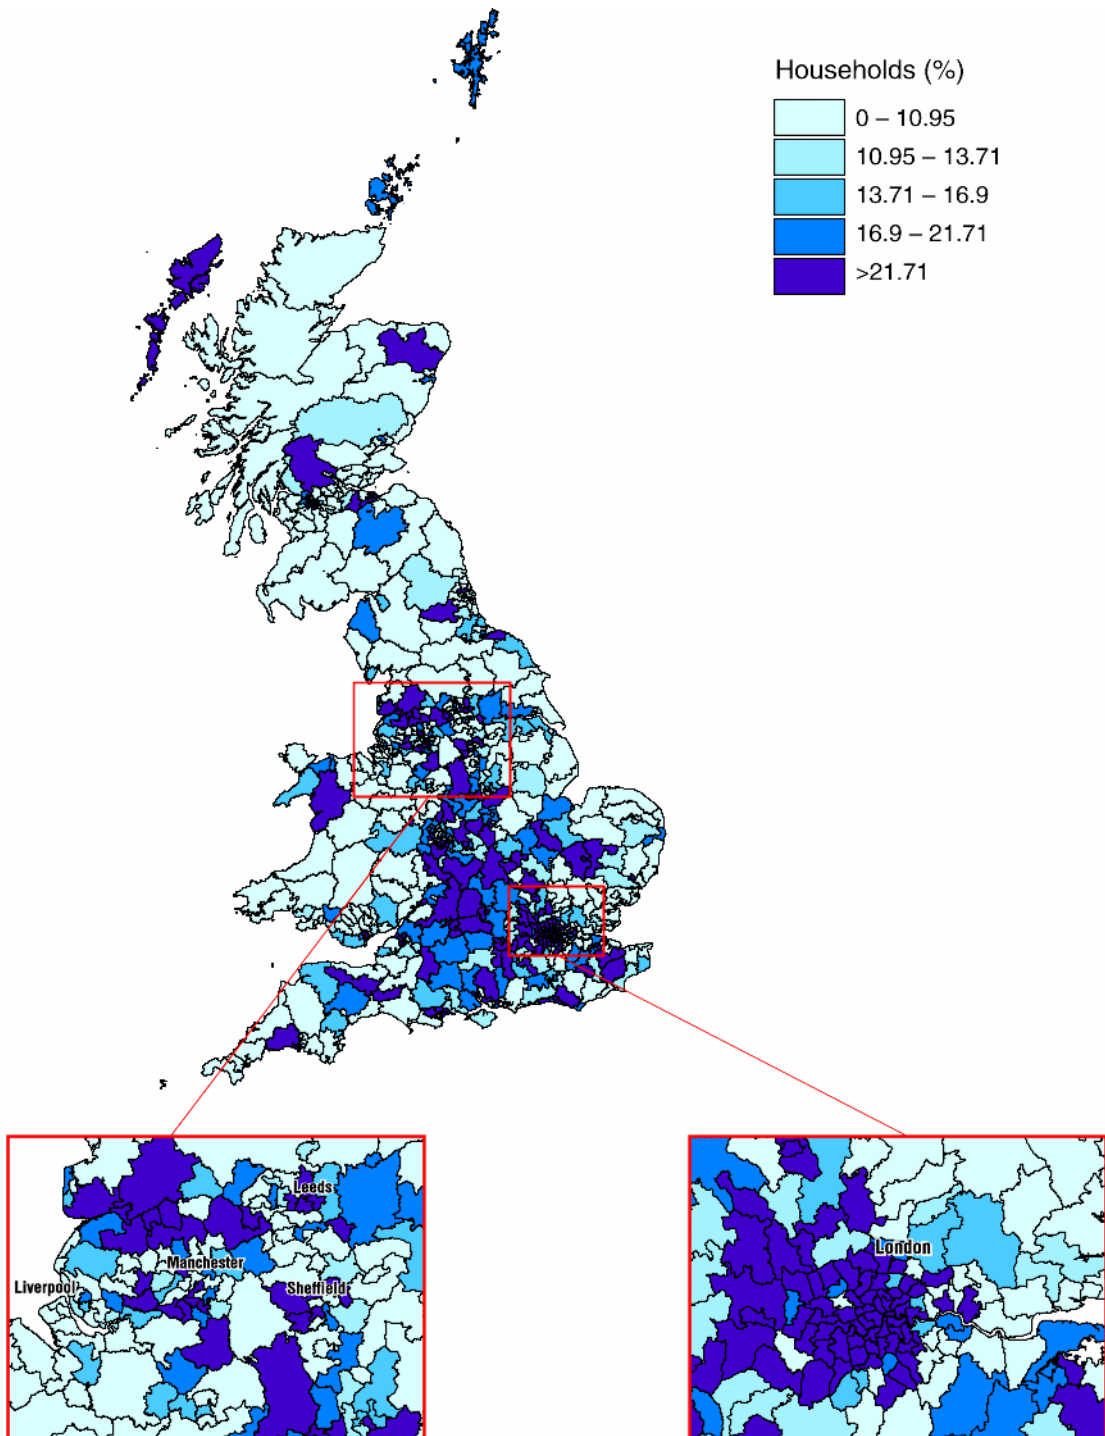 Households (%)
0 – 10.95
10.95 – 13.71
13.71 – 16.9
16.9 – 21.71
>21.71
Leeds
Manchester
Liverpool
Sheffield
London